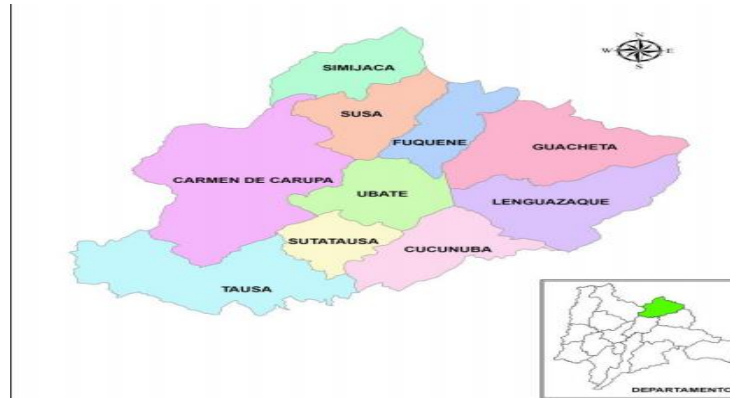 N
W E
S
SIMIJACA
SUSA
FUQUENE
GUACHETA
CARMEN DE CARUPA
UBATE
LENGUAZAQUE
SUTATAUSA
CUCUNUBA
TAUSA
DEPARTAMENTO